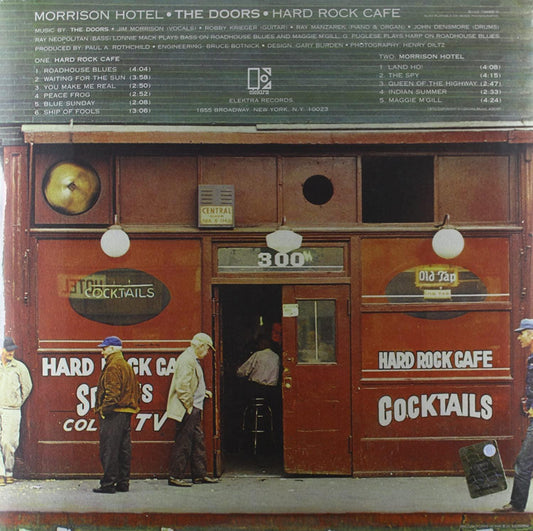 MORRISON HOTEL • THE DOORS • HARD ROCK CAFE
MUSIC BY THE DOORS • JIM MORRISON (VOCALS) • ROBBY KRIEGER (GUITAR) • RAY MANZAREK (PIANO & ORGAN) • JOHN DENSMORE (DRUMS)
RAY NEOPOLITAN (BASS) LONNIE MACK PLAYS BASS ON ROADHOUSE BLUES AND MAGGIE M'GILL, G. PUGLESE PLAYS HARP ON ROADHOUSE BLUES
PRODUCED BY PAUL A. ROTHCHILD • ENGINEERING: BRUCE BOTNICK • DESIGN: GARY BURDEN • PHOTOGRAPHY: HENRY DILTZ
ONE: HARD ROCK CAFE
1. ROADHOUSE BLUES (4:04)
2. WAITING FOR THE SUN (3:58)
3. YOU MAKE ME REAL (2:50)
4. PEACE FROG (2:52)
5. BLUE SUNDAY (2:08)
6. SHIP OF FOOLS (3:06)
elektra
ELEKTRA RECORDS
1855 BROADWAY, NEW YORK, N.Y. 10023
TWO: MORRISON HOTEL
1. LAND HO! (4:08)
2. THE SPY (4:15)
3. QUEEN OF THE HIGHWAY (2:47)
4. INDIAN SUMMER (2:33)
5. MAGGIE M'GILL (4:24)
CENTRAL
300
HOTEL
COCKTAILS
Old Tap
HARD ROCK CA
S
S
COL TV
HARD ROCK CAFE
COCKTAILS